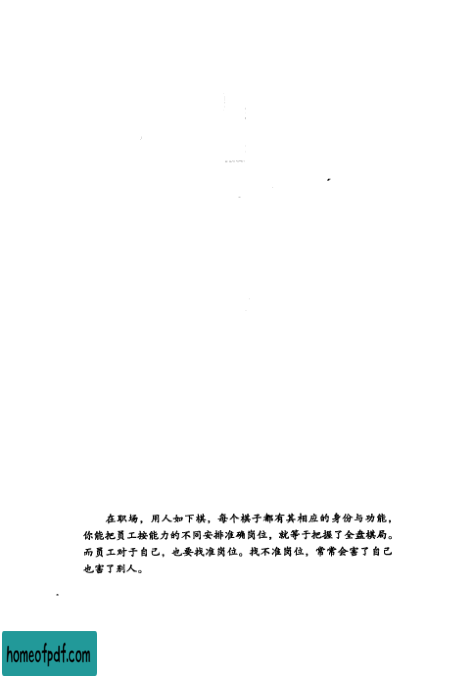 在职场，用人如下棋，每个棋子都有其相应的身份与功能，
你能把员工按能力的不同安排准确岗位，就等于把握了全盘棋局。
而员工对于自己，也要找准岗位。找不准岗位，常常会害了自己
也害了别人。
homeofpdf.com